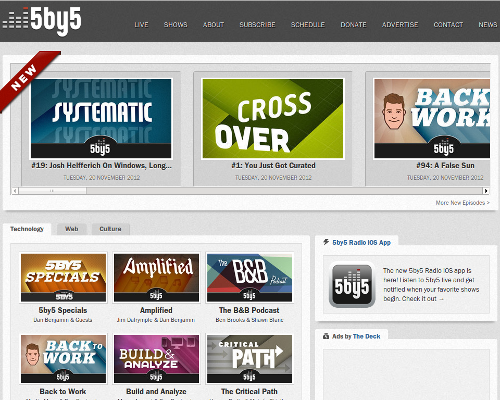 5by5
LIVE SHOWS ABOUT SUBSCRIBE SCHEDULE DONATE ADVERTISE CONTACT NEWS
NEW
SYSTEMATIC
CROSS
OVER
BACK
WORK
5by5
5by5
5by5
#19: Josh Helfferich On Windows, Long...
#1: You Just Got Curated
#94: A False Sun
TUESDAY, 20 NOVEMBER 2012
TUESDAY, 20 NOVEMBER 2012
TUESDAY, 20 NOVEMBER 2012
More New Episodes >
Technology Web Culture
5BY5
SPECIALS
5by5
Amplified
The B&B Podcast
5by5 Specials
Amplified
The B&B Podcast
Dan Benjamin & Guests
Jim Dalrymple & Dan Benjamin
Ben Brooks & Shawn Blanc
BACK TO
WORK
BUILD &
ANALYZE
CRITICAL
PATH
Back to Work
Build and Analyze
The Critical Path
5by5 Radio iOS app
5by5
The new 5by5 Radio iOS app is
here! Listen to 5by5 live and get
notified when your favorite shows
begin. Check it out →
Ads by The Deck